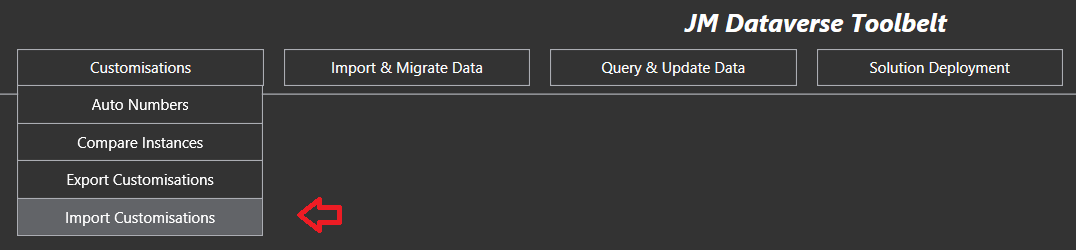 JM Dataverse Toolbelt
Customisations
Import & Migrate Data
Query & Update Data
Solution Deployment
Auto Numbers
Compare Instances
Export Customisations
Import Customisations